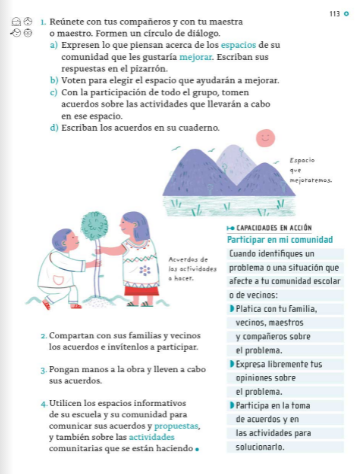 113
1. Reúnete con tus compañeros y con tu maestra
o maestro. Formen un círculo de diálogo.
a) Expresen lo que piensan acerca de los espacios de su
comunidad que les gustaría mejorar. Escriban sus
respuestas en el pizarrón.
b) Voten para elegir el espacio que ayudarán a mejorar.
c) Con la participación de todo el grupo, tomen
acuerdos sobre las actividades que llevarán a cabo
en ese espacio.
d) Escriban los acuerdos en su cuaderno.
Espacio
que
mejoraremos.
Acuerdos de
las actividades
a hacer.
2. Compartan con sus familias y vecinos
los acuerdos e invítenlos a participar.
3. Pongan manos a la obra y lleven a cabo
sus acuerdos.
4. Utilicen los espacios informativos
de su escuela y su comunidad para
comunicar sus acuerdos y propuestas,
y también sobre las actividades
comunitarias que se están haciendo
CAPACIDADES EN ACCIÓN
Participar en mi comunidad
Cuando identifiques un
problema o una situación que
afecte a tu comunidad escolar
o de vecinos:
Platica con tu familia,
vecinos, maestros
y compañeros sobre
el problema.
Expresa libremente tus
opiniones sobre
el problema.
Participa en la toma
de acuerdos y en
las actividades para
solucionarlo.